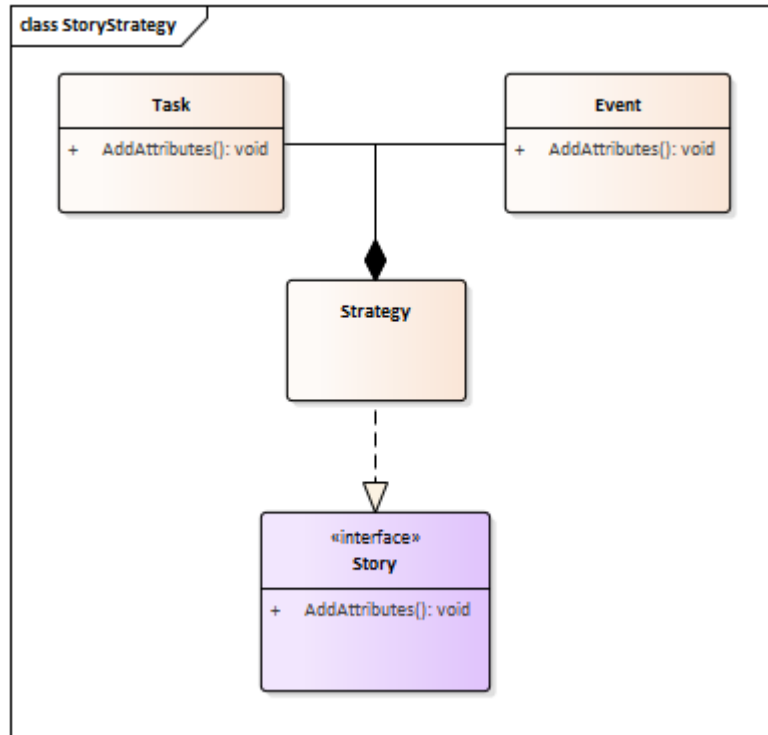 class StoryStrategy
Task
+ AddAttributes(): void
Event
+ AddAttributes(): void
Strategy
«interface»
Story
+ AddAttributes(): void